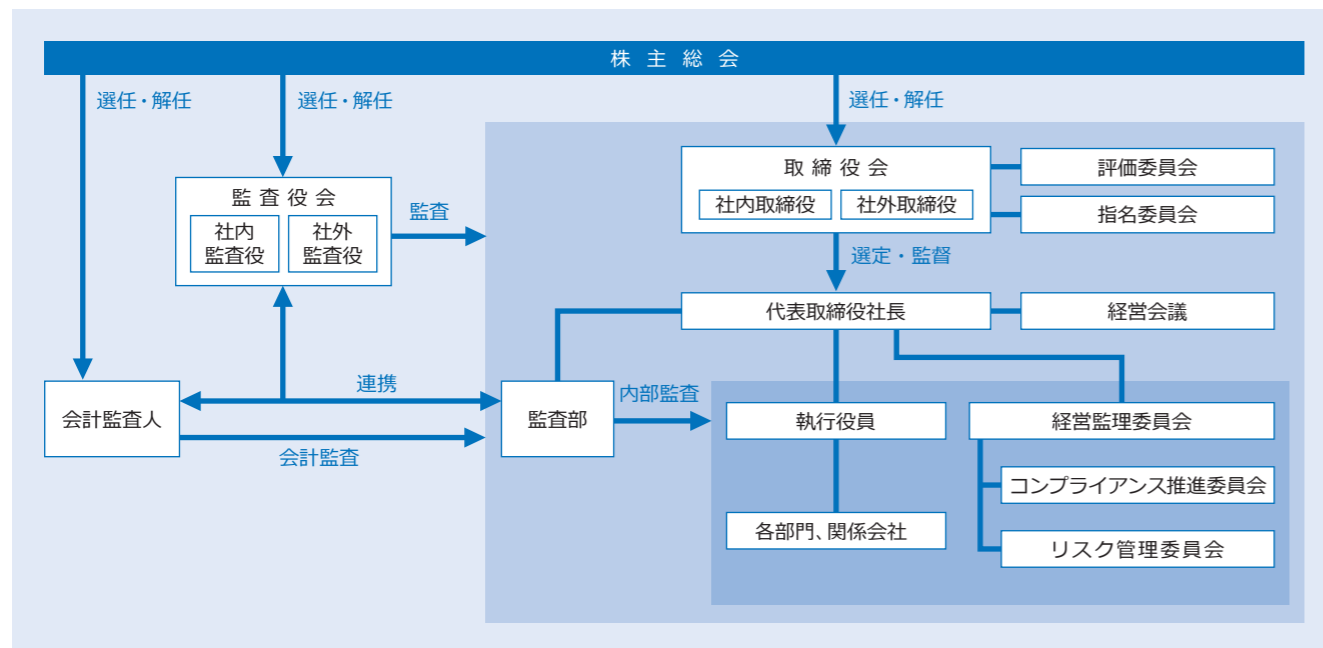 株主総会
選任・解任
選任・解任
選任・解任
監査役会
社内
監査役
社外
監査役
監査
取締役会
社内取締役
社外取締役
評価委員会
指名委員会
選定・監督
代表取締役社長
経営会議
会計監査人
連携
会計監査
監査部
内部監査
執行役員
経営監理委員会
コンプライアンス推進委員会
各部門、関係会社
リスク管理委員会